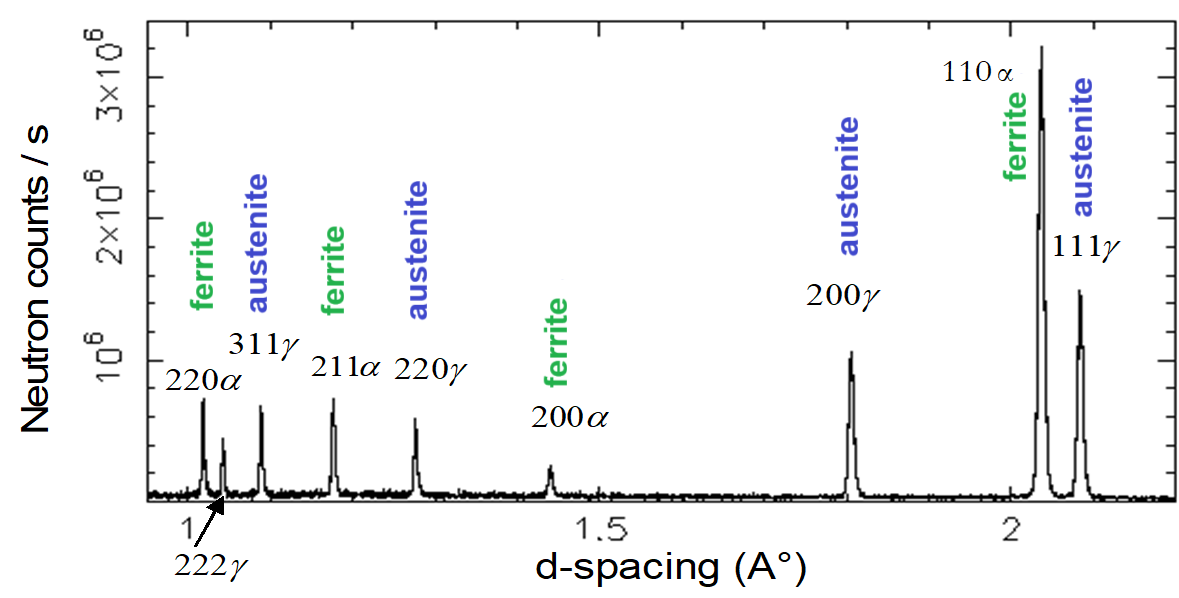 Neutron counts / s
3×10⁶
2×10⁶
10⁶
ferrite
austenite
ferrite
austenite
ferrite
austenite
ferrite
austenite
220α
222γ
311γ
211α
220γ
200α
200γ
110α
111γ
1
1.5
2
d-spacing (A°)